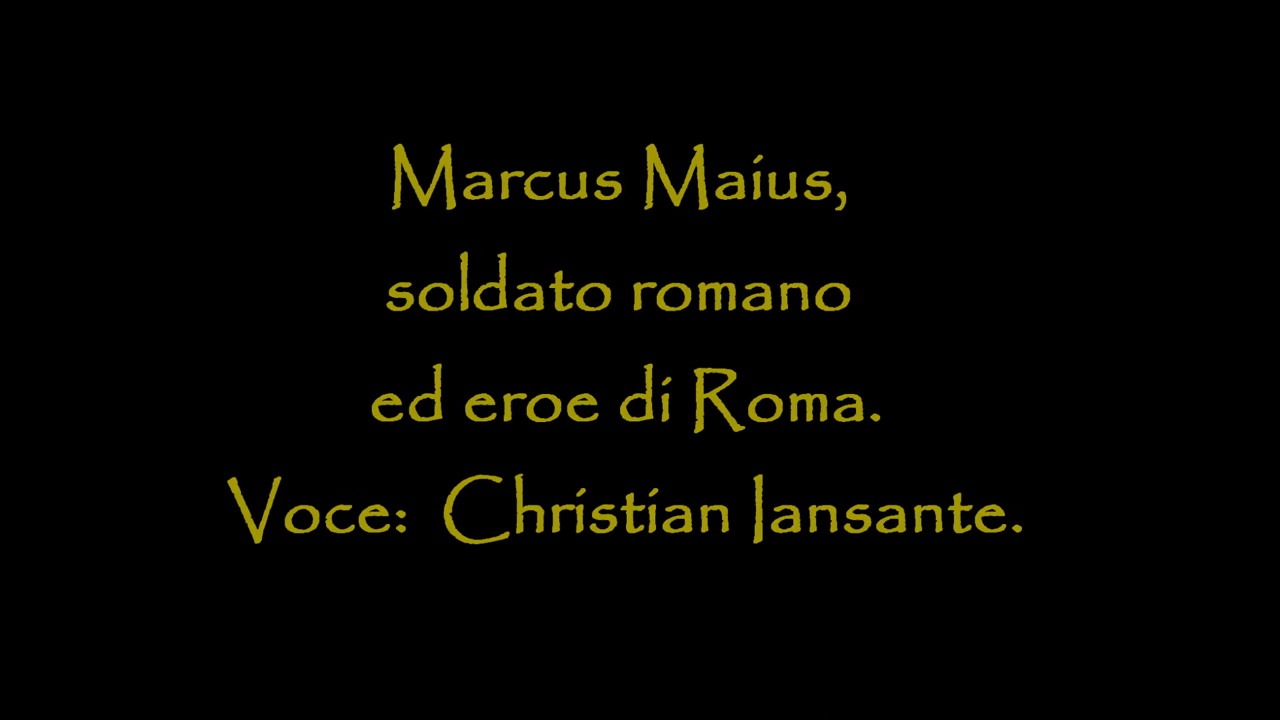 Marcus Maius,
soldato romano
ed eroe di Roma.
Voce: Christian Iansante.